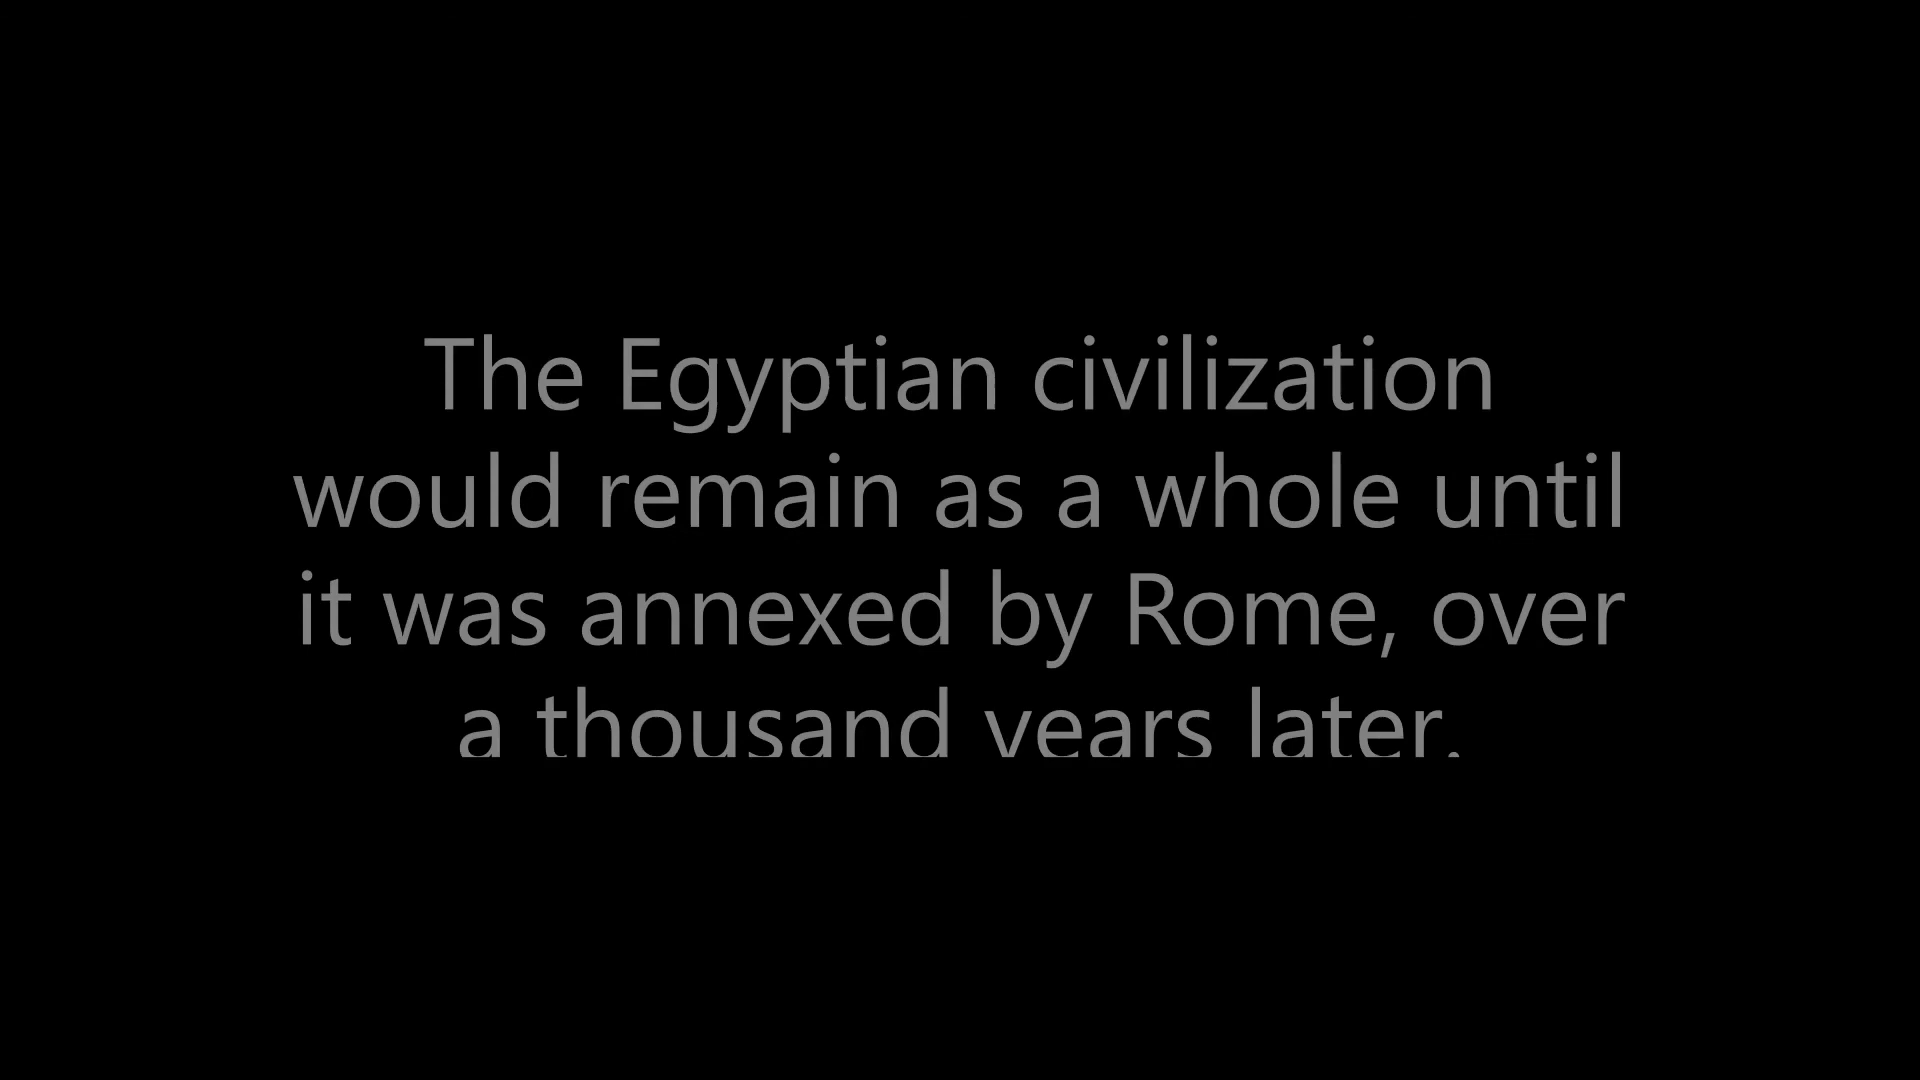 The Egyptian civilization
would remain as a whole until
it was annexed by Rome, over
a thousand years later.